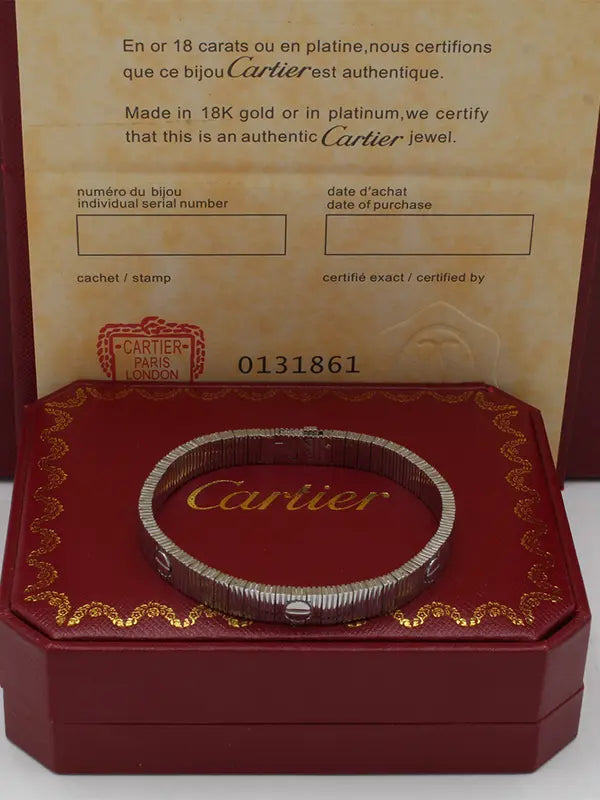 En or 18 carats ou en platine,nous certifions
que ce bijou Cartier est authentique.
Made in 18K gold or in platinum,we certify
that this is an authentic Cartier jewel.
numéro du bijou
individual serial number
date d'achat
date of purchase
cachet / stamp
certifié exact / certified by
CARTIER
PARIS
LONDON
0131861
Cartier